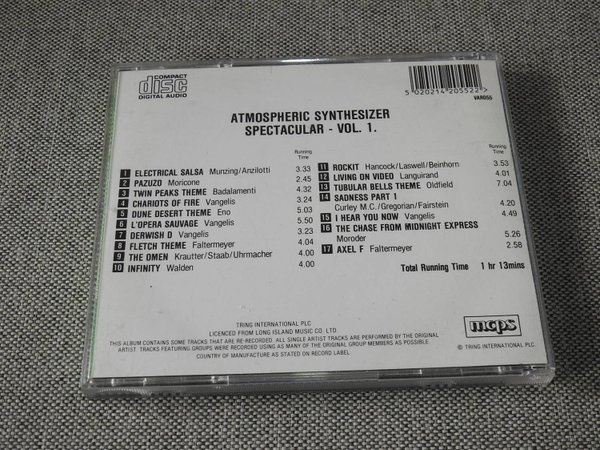 COMPACT
disc
DIGITAL AUDIO
5 020214 205522 >
VAR055
ATMOSPHERIC SYNTHESIZER
SPECTACULAR - VOL. 1.
Running
Time
1 ELECTRICAL SALSA Munzing/Anzilotti 3.33
2 PAZUZO Moricone 2.45
3 TWIN PEAKS THEME Badalamenti 4.32
4 CHARIOTS OF FIRE Vangelis 3.24
5 DUNE DESERT THEME Eno 5.03
6 L'OPERA SAUVAGE Vangelis 5.50
7 DERWISH D Vangelis 3.23
8 FLETCH THEME Faltermeyer 4.04
9 THE OMEN Krautter/Staab/Uhrmacher 4.00
10 INFINITY Walden 4.00
Running
Time
11 ROCKIT Hancock/Laswell/Beinhorn 3.53
12 LIVING ON VIDEO Languirand 4.01
13 TUBULAR BELLS THEME Oldfield 7.04
14 SADNESS PART 1
Curley M.C./Gregorian/Fairstein 4.20
15 I HEAR YOU NOW Vangelis 4.49
16 THE CHASE FROM MIDNIGHT EXPRESS
Moroder 5.26
17 AXEL F Faltermeyer 2.58
Total Running Time 1 hr 13mins
TRING INTERNATIONAL PLC
LICENCED FROM LONG ISLAND MUSIC CO. LTD
THIS ALBUM CONTAINS SOME TRACKS THAT ARE RE-RECORDED. ALL SINGLE ARTIST TRACKS ARE PERFORMED BY THE ORIGINAL
ARTIST. TRACKS FEATURING GROUPS WERE RECORDED USING AS MANY OF THE ORIGINAL GROUP MEMBERS AS POSSIBLE.
COUNTRY OF MANUFACTURE AS STATED ON RECORD LABEL
mcps
© TRING INTERNATIONAL PLC.